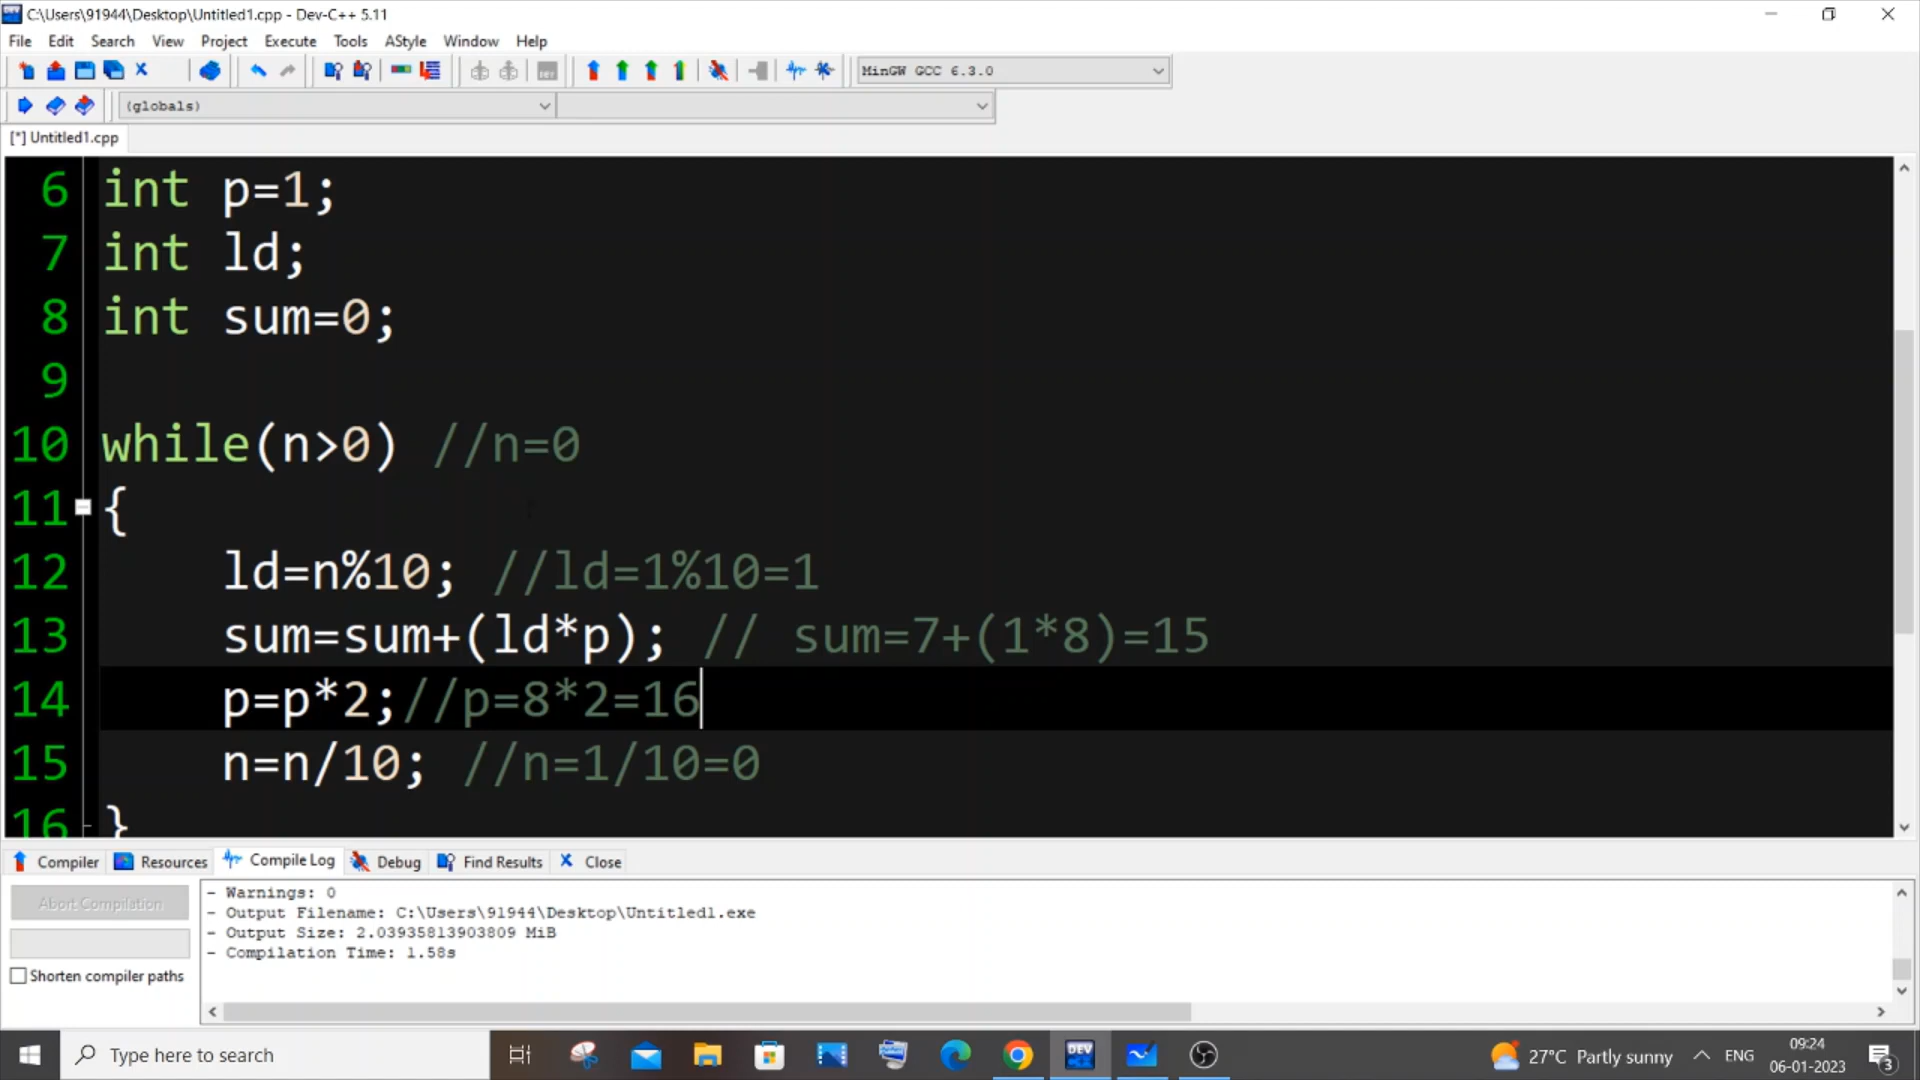 C:\Users\91944\Desktop\Untitled1.cpp - Dev-C++ 5.11
File Edit Search View Project Execute Tools AStyle Window Help
MinGW GCC 6.3.0
(globals)
[*] Untitled1.cpp
6 int p=1;
7 int ld;
8 int sum=0;
9
10 while(n>0) //n=0
11 {
12 ld=n%10; //ld=1%10=1
13 sum=sum+(ld*p); // sum=7+(1*8)=15
14 p=p*2;//p=8*2=16
15 n=n/10; //n=1/10=0
16 }
Compiler Resources Compile Log Debug Find Results Close
Abort Compilation
Shorten compiler paths
- Warnings: 0
- Output Filename: C:\Users\91944\Desktop\Untitled1.exe
- Output Size: 2.03935813903809 MiB
- Compilation Time: 1.58s
Type here to search
DEV
27°C Partly sunny
ENG
09:24
06-01-2023
3